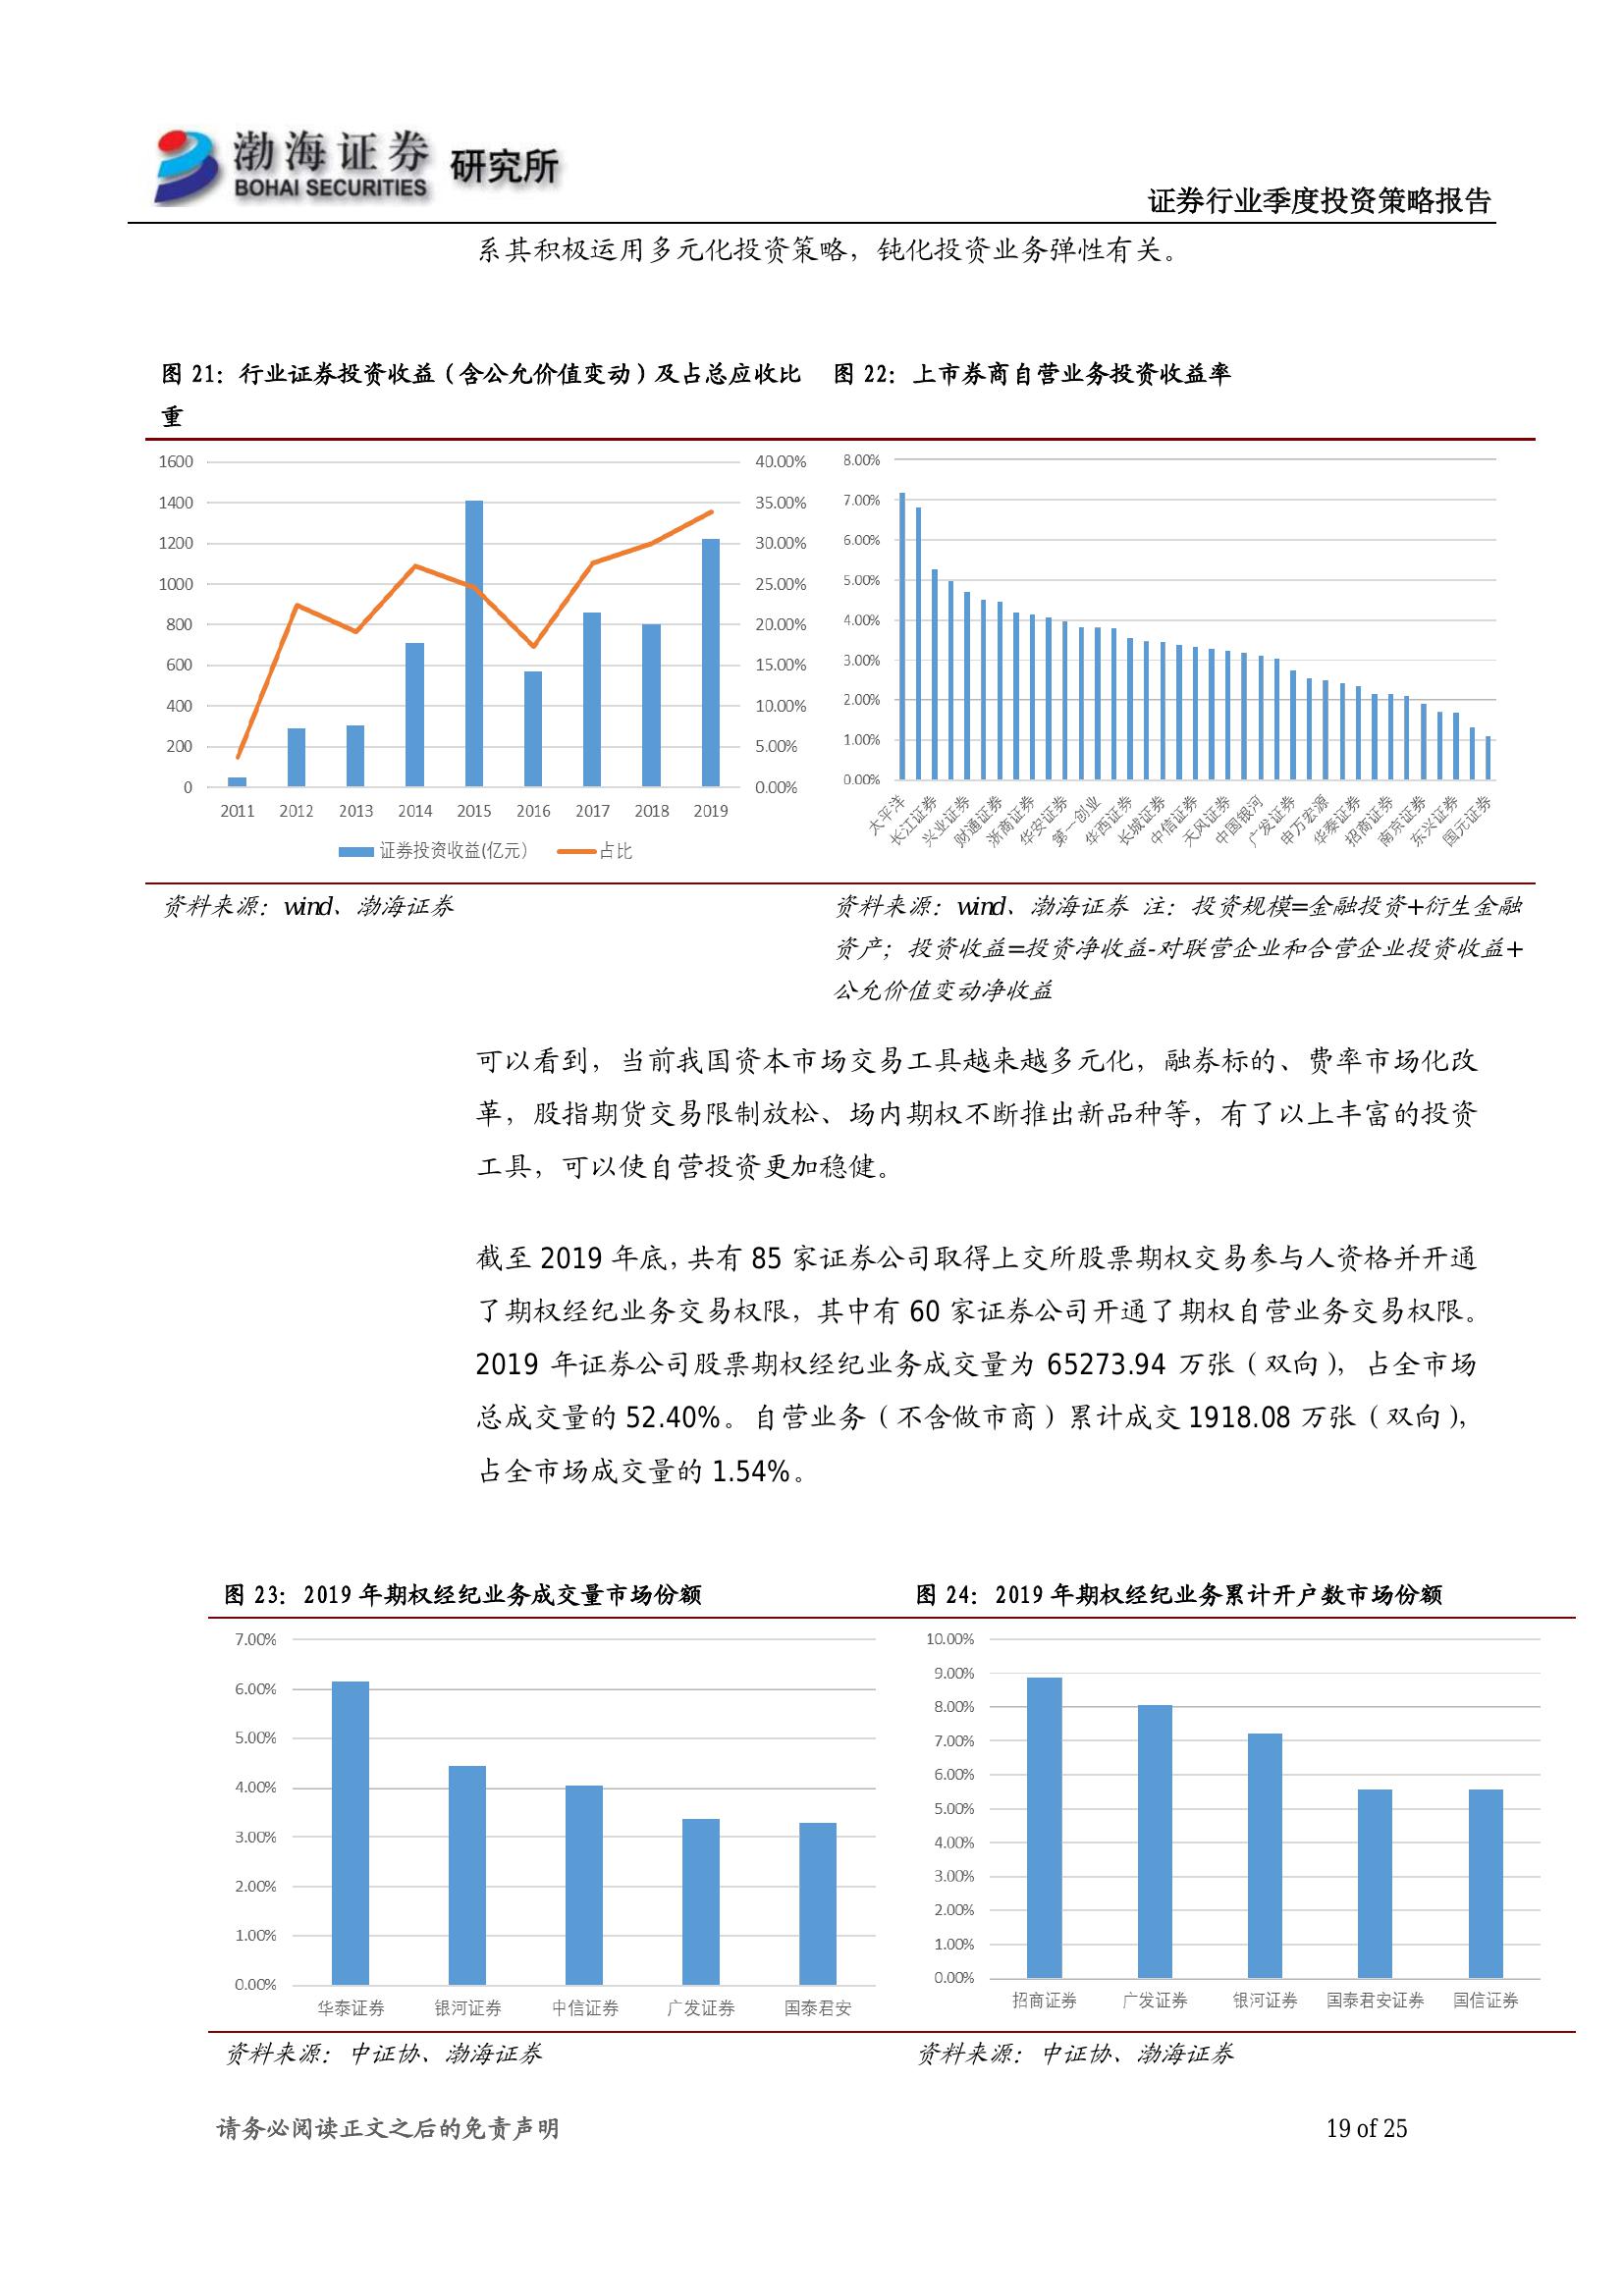 渤海证券 研究所
BOHAI SECURITIES
证券行业季度投资策略报告
系其积极运用多元化投资策略，钝化投资业务弹性有关。
图 21：行业证券投资收益（含公允价值变动）及占总应收比
重
图 22：上市券商自营业务投资收益率
1600
1400
1200
1000
800
600
400
200
0
40.00%
35.00%
30.00%
25.00%
20.00%
15.00%
10.00%
5.00%
0.00%
2011 2012 2013 2014 2015 2016 2017 2018 2019
证券投资收益(亿元） 占比
8.00%
7.00%
6.00%
5.00%
4.00%
3.00%
2.00%
1.00%
0.00%
太平洋 长江证券 兴业证券 财通证券 浙商证券 华安证券 第一创业 华西证券 长城证券 中信证券 天风证券 中国银河 广发证券 申万宏源 华泰证券 招商证券 南京证券 东兴证券 国元证券
资料来源：wind、渤海证券
资料来源：wind、渤海证券 注：投资规模=金融投资+衍生金融
资产；投资收益=投资净收益-对联营企业和合营企业投资收益+
公允价值变动净收益
可以看到，当前我国资本市场交易工具越来越多元化，融券标的、费率市场化改
革，股指期货交易限制放松、场内期权不断推出新品种等，有了以上丰富的投资
工具，可以使自营投资更加稳健。
截至 2019 年底，共有 85 家证券公司取得上交所股票期权交易参与人资格并开通
了期权经纪业务交易权限，其中有 60 家证券公司开通了期权自营业务交易权限。
2019 年证券公司股票期权经纪业务成交量为 65273.94 万张（双向），占全市场
总成交量的 52.40%。自营业务（不含做市商）累计成交 1918.08 万张（双向），
占全市场成交量的 1.54%。
图 23：2019 年期权经纪业务成交量市场份额
图 24：2019 年期权经纪业务累计开户数市场份额
7.00%
6.00%
5.00%
4.00%
3.00%
2.00%
1.00%
0.00%
华泰证券 银河证券 中信证券 广发证券 国泰君安
10.00%
9.00%
8.00%
7.00%
6.00%
5.00%
4.00%
3.00%
2.00%
1.00%
0.00%
招商证券 广发证券 银河证券 国泰君安证券 国信证券
资料来源：中证协、渤海证券
资料来源：中证协、渤海证券
请务必阅读正文之后的免责声明
19 of 25